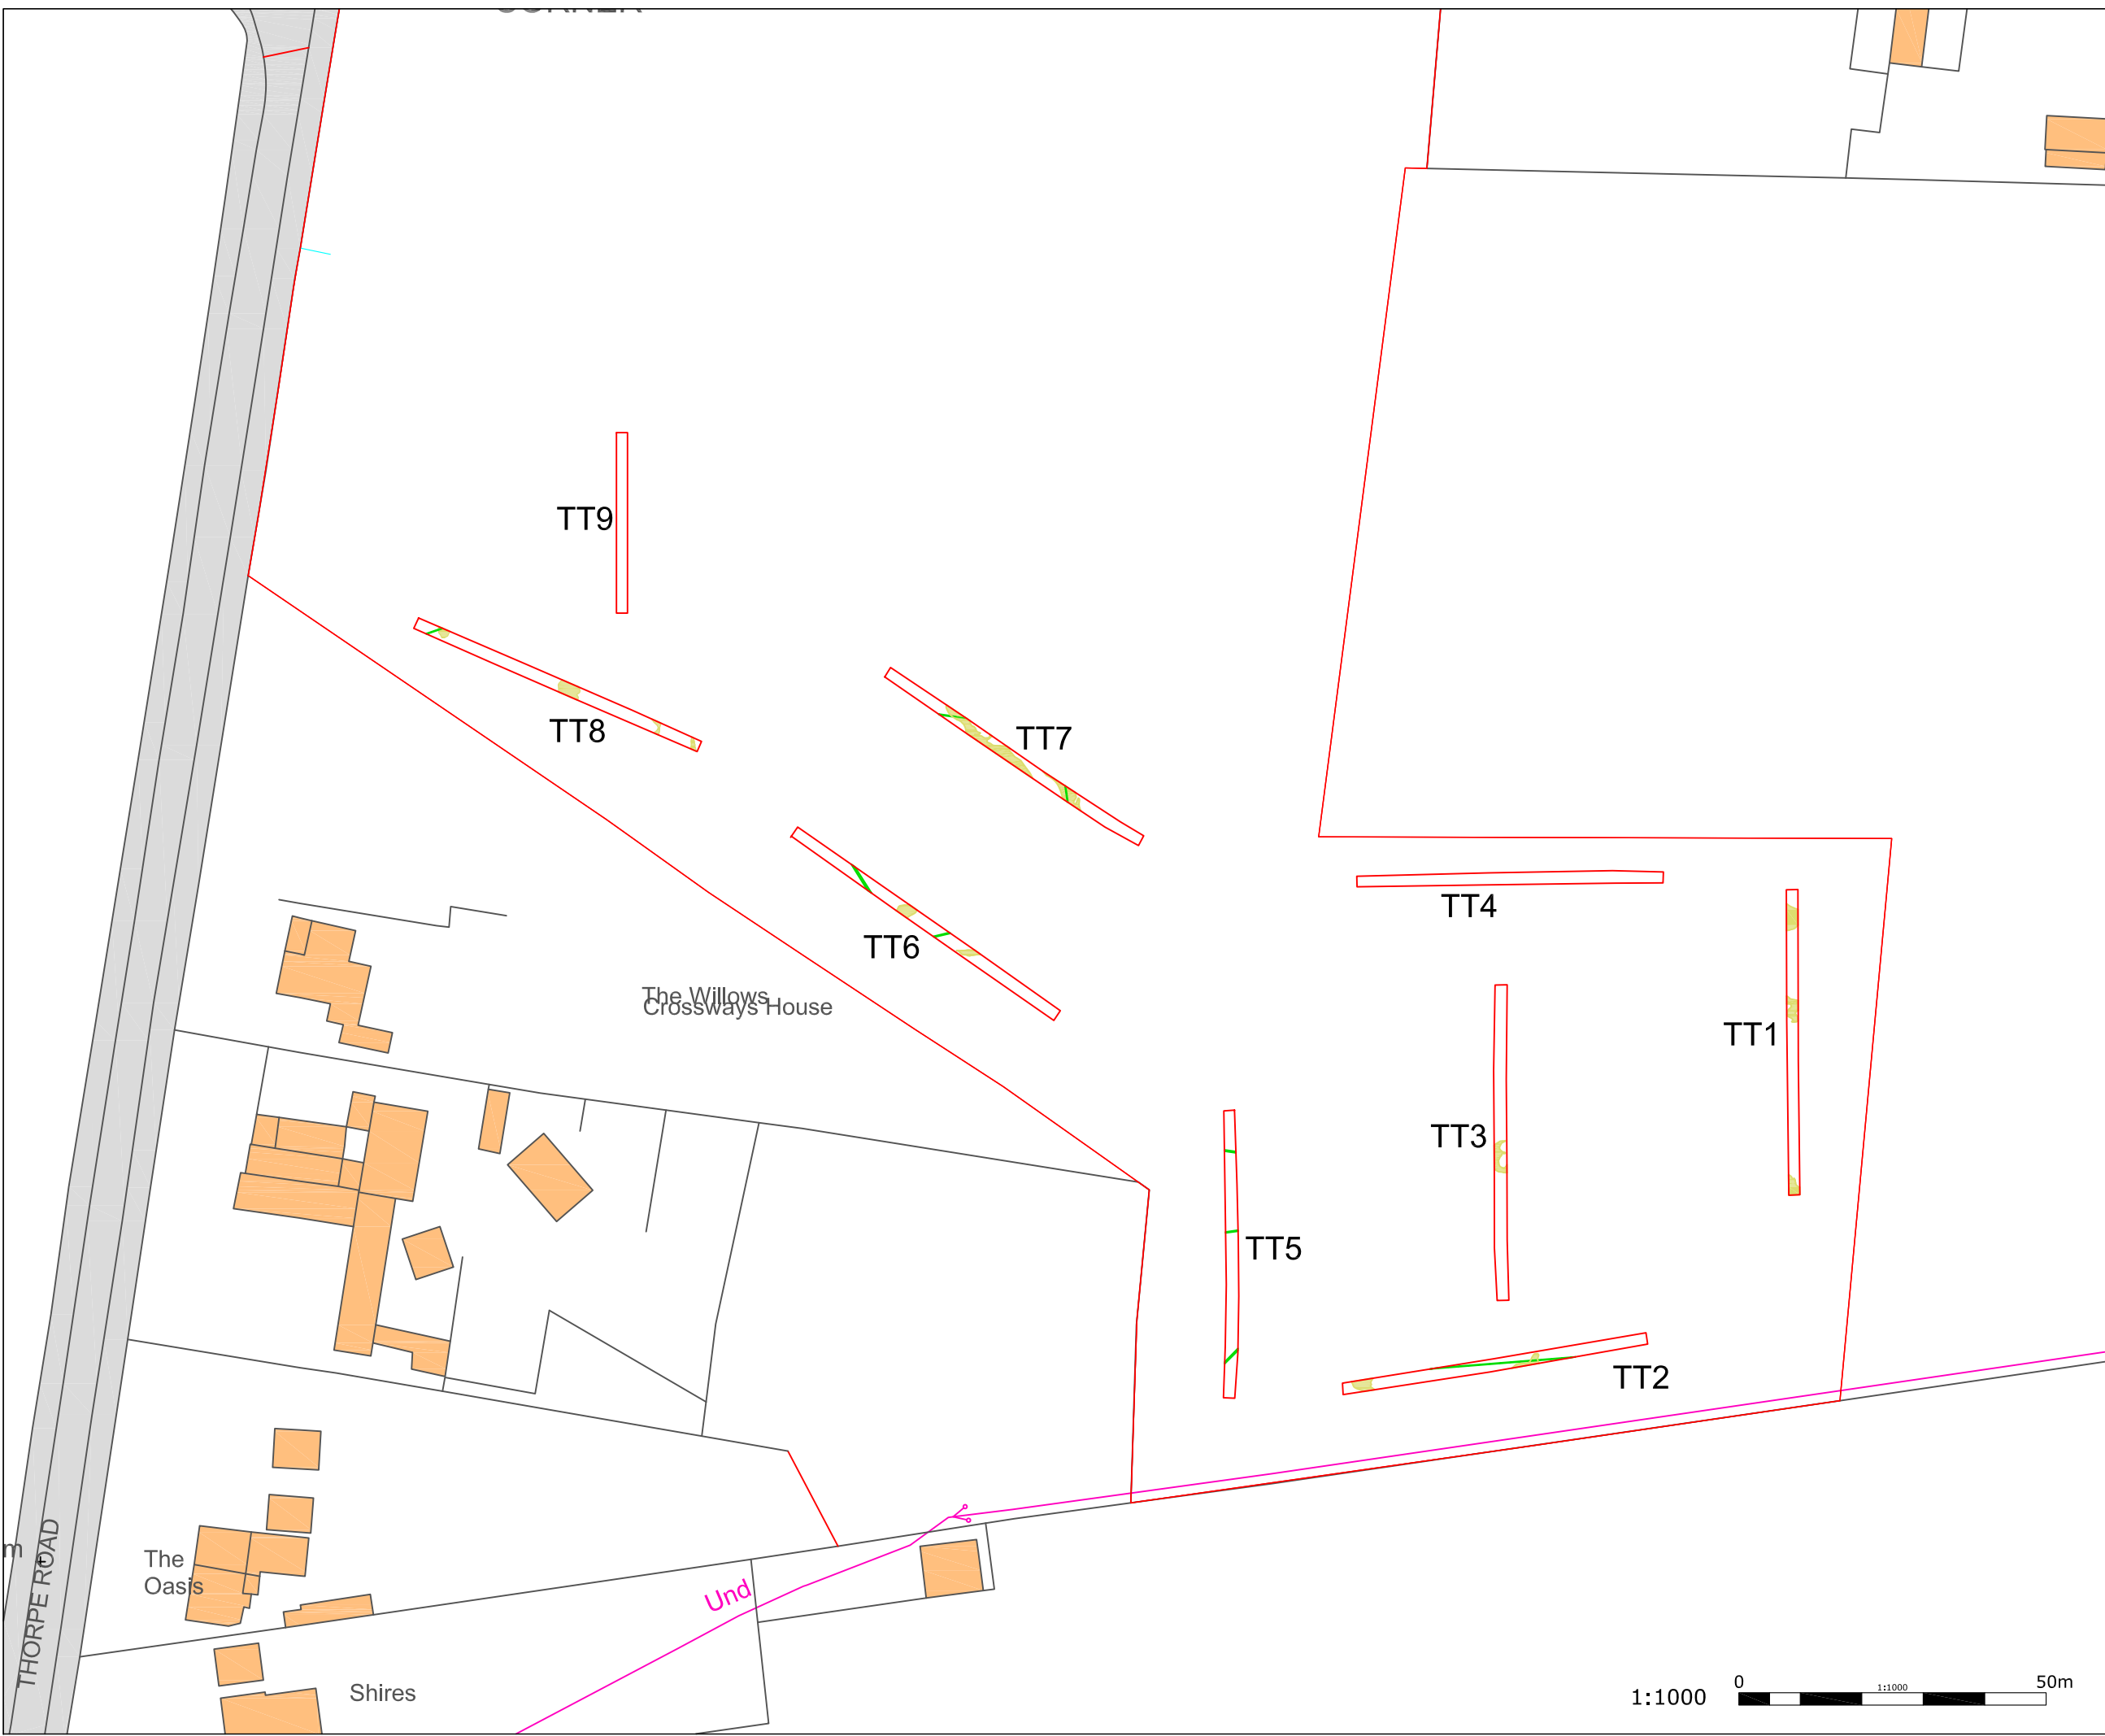 CORNER
TT9
TT8
TT7
TT4
TT6
The Willows
Crossways House
TT1
TT3
TT5
TT2
THORPE ROAD
m
The
Oasis
Und
Shires
1:1000
0
1:1000
50m